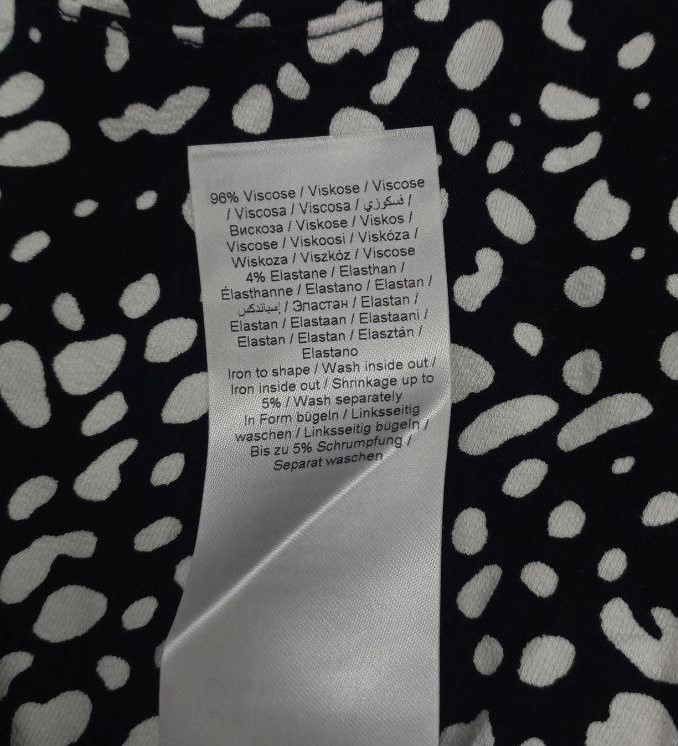 96% Viscose / Viskose / Viscose
/ Viscosa / Viscosa / فسكوزي /
Вискоза / Viskose / Viskos /
Viscose / Viskoosi / Viskóza /
Wiskoza / Viszkóz / Viscose
4% Elastane / Elasthan /
Élasthanne / Elastano / Elastan /
إسباندكس / Эластан / Elastan /
Elastan / Elastaan / Elastaani /
Elastan / Elastan / Elasztán /
Elastano
Iron to shape / Wash inside out /
Iron inside out / Shrinkage up to
5% / Wash separately
In Form bügeln / Linksseitig
waschen / Linksseitig bügeln /
Bis zu 5% Schrumpfung /
Separat waschen